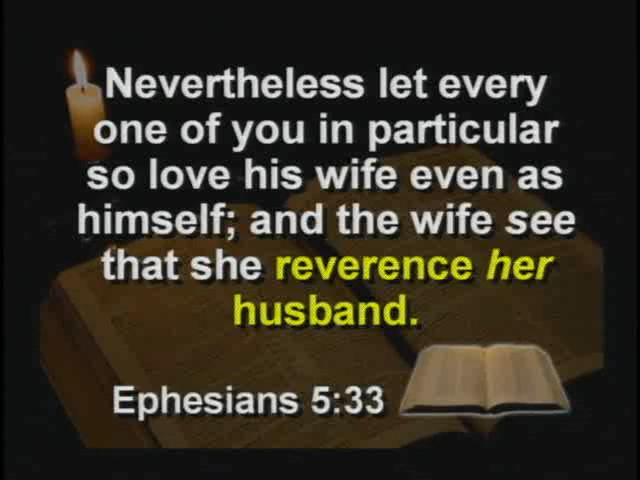 Nevertheless let every
one of you in particular
so love his wife even as
himself; and the wife see
that she reverence her
husband.
Ephesians 5:33